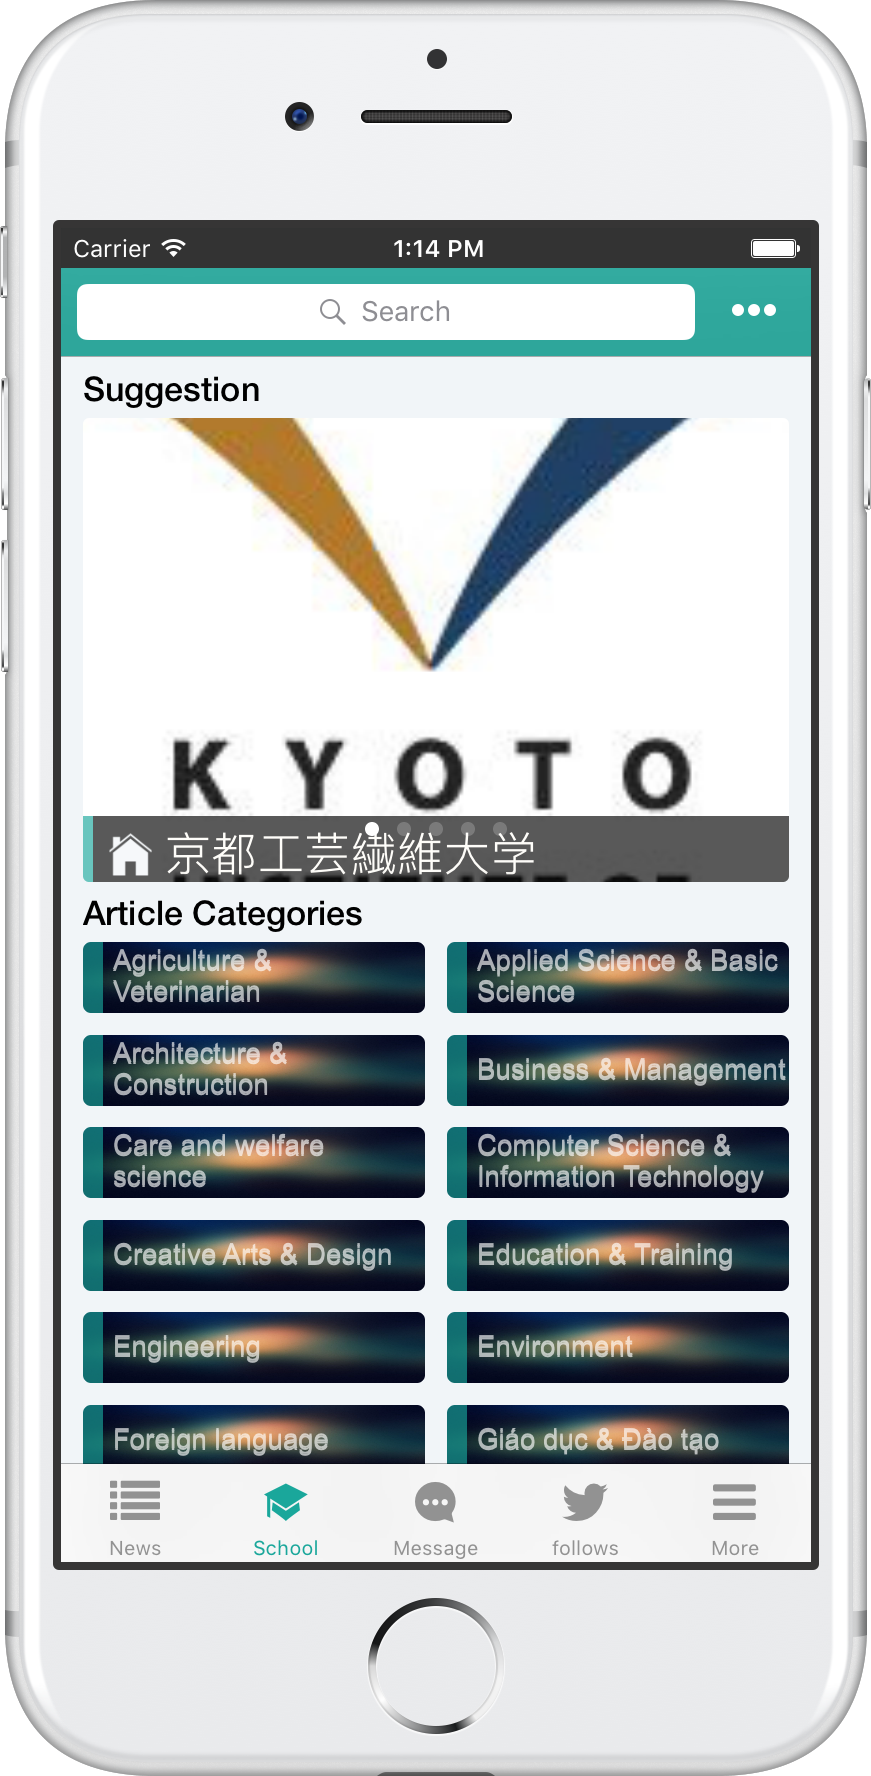 Carrier 1:14 PM
Search
Suggestion
KYOTO
京都工芸繊維大学
Article Categories
Agriculture &
Veterinarian
Applied Science & Basic
Science
Architecture &
Construction
Business & Management
Care and welfare
science
Computer Science &
Information Technology
Creative Arts & Design
Education & Training
Engineering
Environment
Foreign language
Giáo dục & Đào tạo
News
School
Message
follows
More